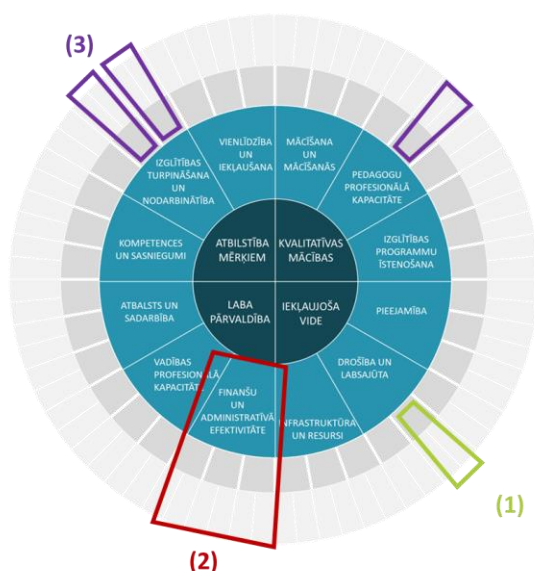 (3)
VIENLĪDZĪBA
UN
IEKĻAUŠANA
MĀCĪŠANA
UN
MĀCĪŠANĀS
IZGLĪTĪBAS
TURPINĀŠANA
UN
NODARBINĀTĪBA
PEDAGOGU
PROFESIONĀLĀ
KAPACITĀTE
KOMPETENCES
UN SASNIEGUMI
ATBILSTĪBA
MĒRĶIEM
KVALITATĪVAS
MĀCĪBAS
IZGLĪTĪBAS
PROGRAMMU
ĪSTENOŠANA
ATBALSTS UN
SADARBĪBA
LABA
PĀRVALDĪBA
IEKĻAUJOŠA
VIDE
PIEEJAMĪBA
VADĪBAS
PROFESIONĀLĀ
KAPACITĀTE
FINANŠU
UN
ADMINISTRATĪVĀ
EFEKTIVITĀTE
INFRASTRUKTŪRA
UN RESURSI
DROŠĪBA UN
LABSAJŪTA
(1)
(2)